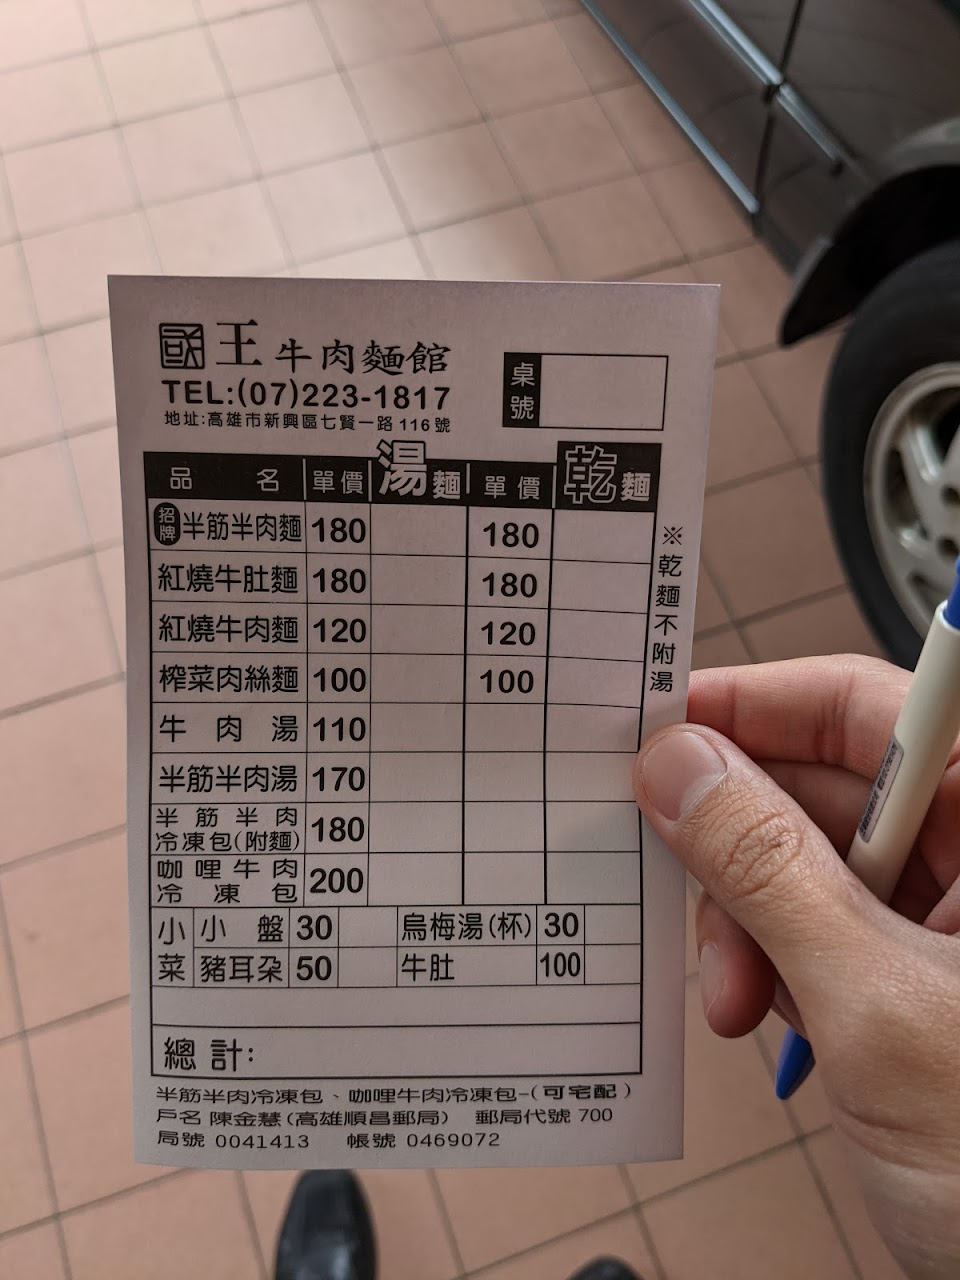 國王牛肉麵館
TEL:(07)223-1817
地址:高雄市新興區七賢一路116號
桌號
品名 單價 湯麵 單價 乾麵
招牌 半筋半肉麵 180 180
紅燒牛肚麵 180 180
紅燒牛肉麵 120 120
榨菜肉絲麵 100 100
牛肉湯 110
半筋半肉湯 170
半筋半肉
冷凍包(附麵) 180
咖哩牛肉
冷凍包 200
※乾麵不附湯
小菜 小盤 30 烏梅湯(杯) 30
豬耳朶 50 牛肚 100
總計:
半筋半肉冷凍包、咖哩牛肉冷凍包-(可宅配)
戶名 陳金慧(高雄順昌郵局) 郵局代號 700
局號 0041413 帳號 0469072